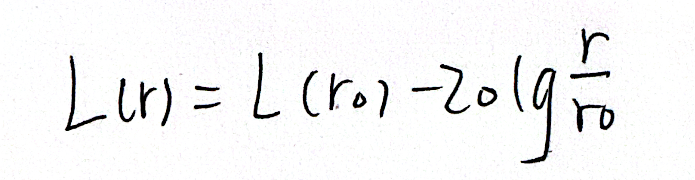 L(r) = L(r0) - 20lg r/r0